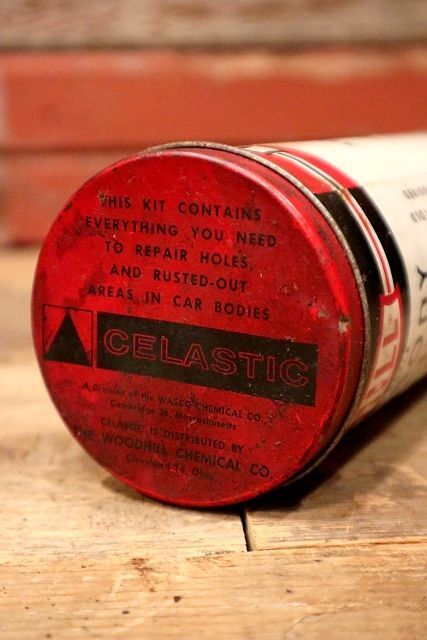 THIS KIT CONTAINS
EVERYTHING YOU NEED
TO REPAIR HOLES,
AND RUSTED-OUT
AREAS IN CAR BODIES
CELASTIC
A Division of the WASCO CHEMICAL CO.,
Cambridge 38, Massachusetts
CELASTIC IS DISTRIBUTED BY
THE WOODHILL CHEMICAL CO
Cleveland 14, Ohio